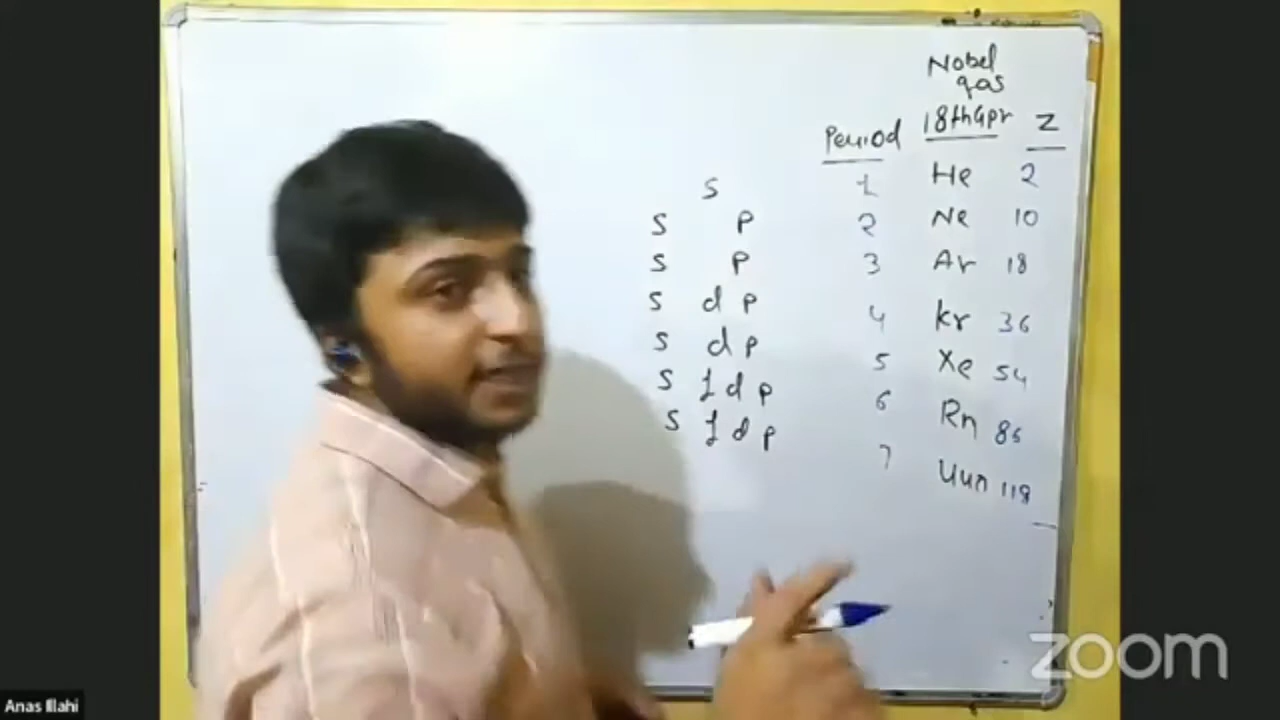 Nobel
gas
Period 18thGpr Z
s 1 He 2
s p 2 Ne 10
s p 3 Ar 18
s d p 4 Kr 36
s d p 5 Xe 54
s f d p 6 Rn 86
s f d p 7 Uun 118
zoom
Anas Illahi